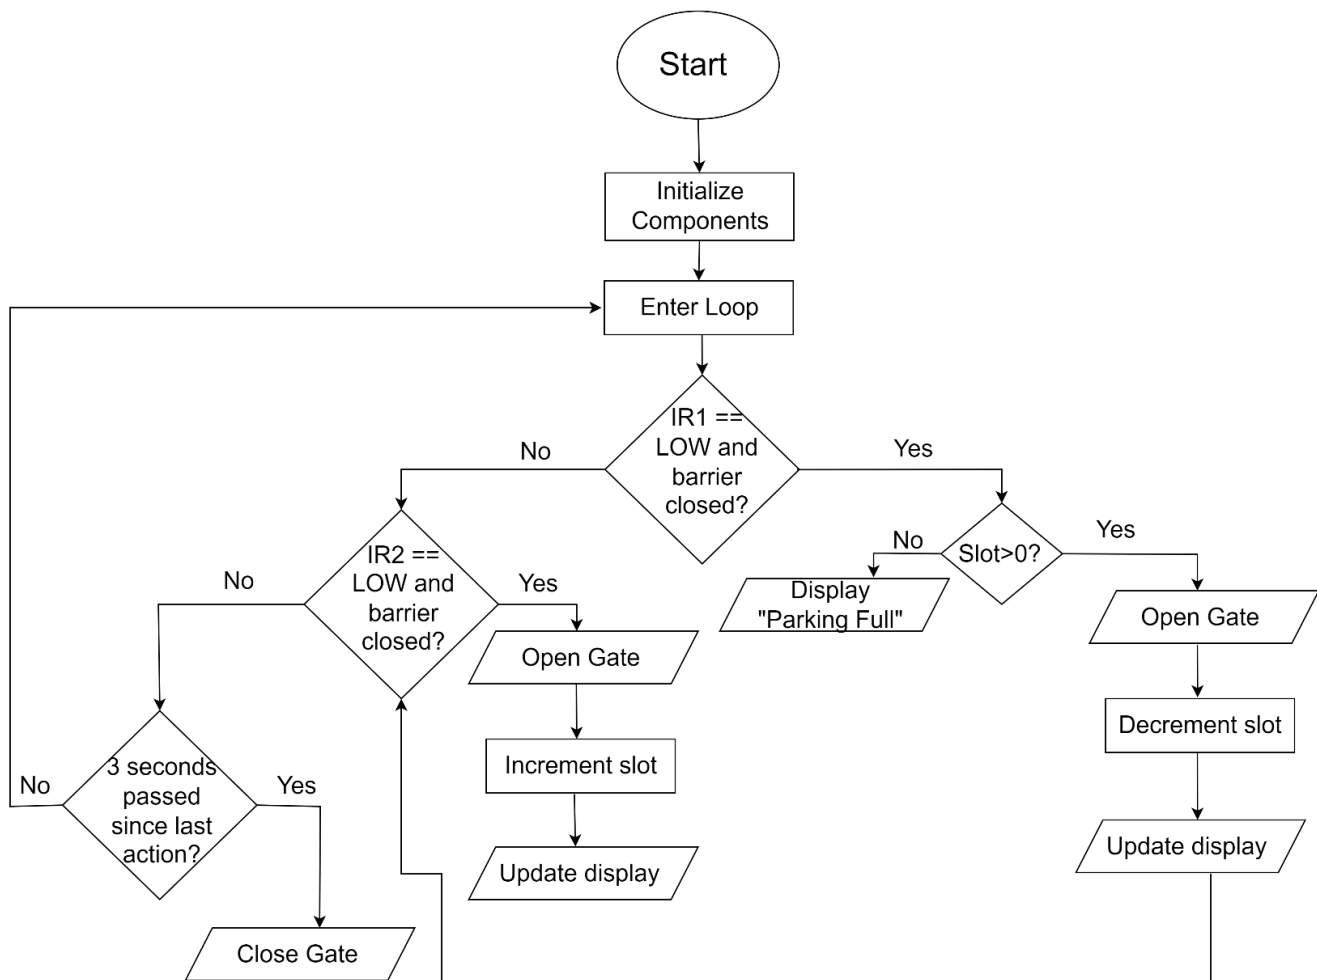 Start
Initialize
Components
Enter Loop
IR1 ==
LOW and
barrier
closed?
No
Yes
IR2 ==
LOW and
barrier
closed?
No
Yes
Slot>0?
No
Yes
Display
"Parking Full"
Open Gate
Open Gate
Increment slot
Decrement slot
3 seconds
passed
since last
action?
No
Yes
Update display
Update display
Close Gate